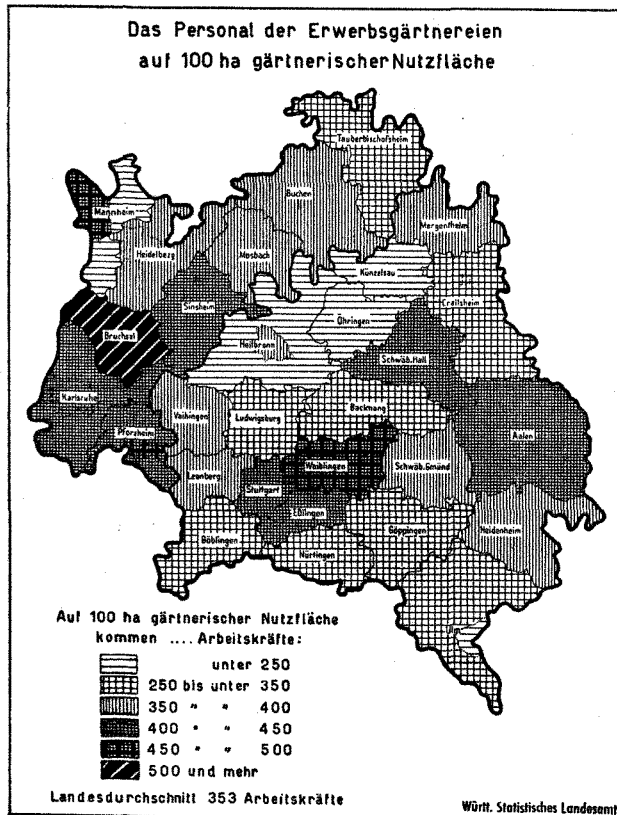 Das Personal der Erwerbsgärtnereien
auf 100 ha gärtnerischer Nutzfläche
Tauberbischofsheim
Buchen
Mannheim
Mergentheim
Heidelberg
Mosbach
Künzelsau
Sinsheim
Crailsheim
Öhringen
Bruchsal
Heilbronn
Schwäb.Hall
Karlsruhe
Vaihingen
Ludwigsburg
Backnang
Pforzheim
Aalen
Waiblingen
Schwäb.Gmünd
Leonberg
Stuttgart
Eßlingen
Heidenheim
Göppingen
Böblingen
Nürtingen
Ulm
Auf 100 ha gärtnerischer Nutzfläche
kommen .... Arbeitskräfte:
unter 250
250 bis unter 350
350 " " 400
400 " " 450
450 " " 500
500 und mehr
Landesdurchschnitt 353 Arbeitskräfte
Württ. Statistisches Landesamt